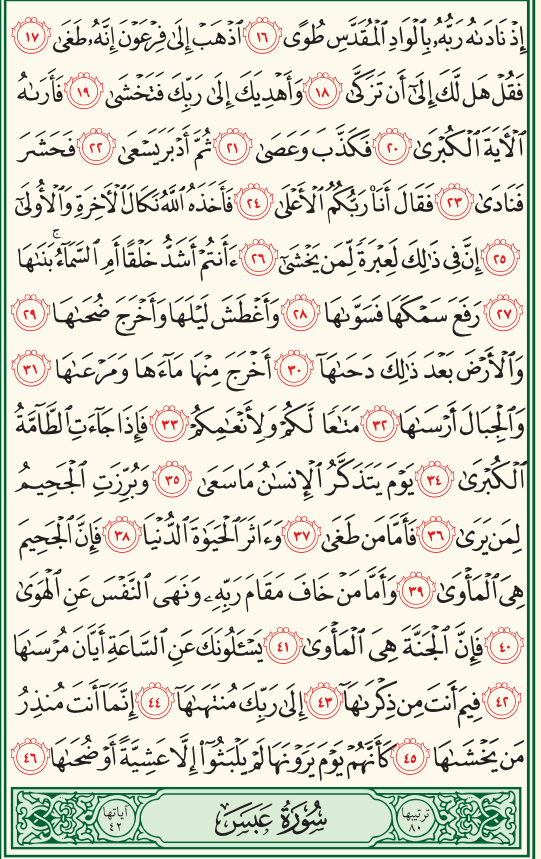 إِذْ نَادَىٰهُ رَبُّهُۥ بِٱلْوَادِ ٱلْمُقَدَّسِ طُوًى ١٦ ٱذْهَبْ إِلَىٰ فِرْعَوْنَ إِنَّهُۥ طَغَىٰ ١٧
فَقُلْ هَل لَّكَ إِلَىٰٓ أَن تَزَكَّىٰ ١٨ وَأَهْدِيَكَ إِلَىٰ رَبِّكَ فَتَخْشَىٰ ١٩ فَأَرَىٰهُ
ٱلْـَٔايَةَ ٱلْكُبْرَىٰ ٢٠ فَكَذَّبَ وَعَصَىٰ ٢١ ثُمَّ أَدْبَرَ يَسْعَىٰ ٢٢ فَحَشَرَ
فَنَادَىٰ ٢٣ فَقَالَ أَنَا۠ رَبُّكُمُ ٱلْأَعْلَىٰ ٢٤ فَأَخَذَهُ ٱللَّهُ نَكَالَ ٱلْـَٔاخِرَةِ وَٱلْأُولَىٰٓ
٢٥ إِنَّ فِى ذَٰلِكَ لَعِبْرَةً لِّمَن يَخْشَىٰٓ ٢٦ ءَأَنتُمْ أَشَدُّ خَلْقًا أَمِ ٱلسَّمَآءُ ۚ بَنَىٰهَا
٢٧ رَفَعَ سَمْكَهَا فَسَوَّىٰهَا ٢٨ وَأَغْطَشَ لَيْلَهَا وَأَخْرَجَ ضُحَىٰهَا ٢٩
وَٱلْأَرْضَ بَعْدَ ذَٰلِكَ دَحَىٰهَآ ٣٠ أَخْرَجَ مِنْهَا مَآءَهَا وَمَرْعَىٰهَا ٣١
وَٱلْجِبَالَ أَرْسَىٰهَا ٣٢ مَتَٰعًا لَّكُمْ وَلِأَنْعَٰمِكُمْ ٣٣ فَإِذَا جَآءَتِ ٱلطَّآمَّةُ
ٱلْكُبْرَىٰ ٣٤ يَوْمَ يَتَذَكَّرُ ٱلْإِنسَٰنُ مَا سَعَىٰ ٣٥ وَبُرِّزَتِ ٱلْجَحِيمُ
لِمَن يَرَىٰ ٣٦ فَأَمَّا مَن طَغَىٰ ٣٧ وَءَاثَرَ ٱلْحَيَوٰةَ ٱلدُّنْيَا ٣٨ فَإِنَّ ٱلْجَحِيمَ
هِىَ ٱلْمَأْوَىٰ ٣٩ وَأَمَّا مَنْ خَافَ مَقَامَ رَبِّهِۦ وَنَهَى ٱلنَّفْسَ عَنِ ٱلْهَوَىٰ
٤٠ فَإِنَّ ٱلْجَنَّةَ هِىَ ٱلْمَأْوَىٰ ٤١ يَسْـَٔلُونَكَ عَنِ ٱلسَّاعَةِ أَيَّانَ مُرْسَىٰهَا
٤٢ فِيمَ أَنتَ مِن ذِكْرَىٰهَآ ٤٣ إِلَىٰ رَبِّكَ مُنتَهَىٰهَآ ٤٤ إِنَّمَآ أَنتَ مُنذِرُ
مَن يَخْشَىٰهَا ٤٥ كَأَنَّهُمْ يَوْمَ يَرَوْنَهَا لَمْ يَلْبَثُوٓا۟ إِلَّا عَشِيَّةً أَوْ ضُحَىٰهَا ٤٦
ترتيبها ٨٠ سُورَةُ عَبَسَ آياتها ٤٢